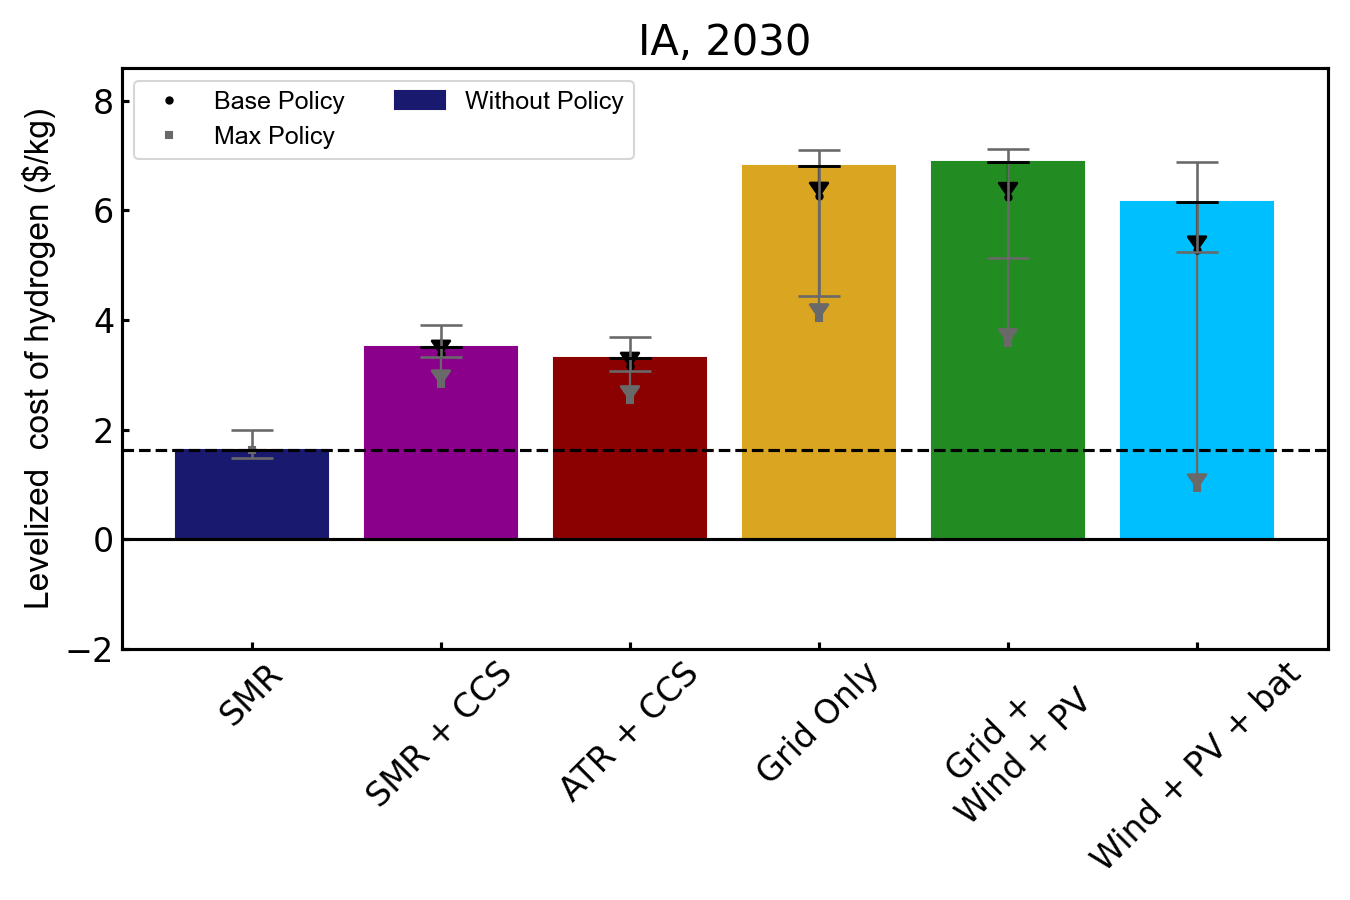 IA, 2030
Base Policy
Max Policy
Without Policy
Levelized cost of hydrogen ($/kg)
8
6
4
2
0
−2
SMR
SMR + CCS
ATR + CCS
Grid Only
Grid +
Wind + PV
Wind + PV + bat